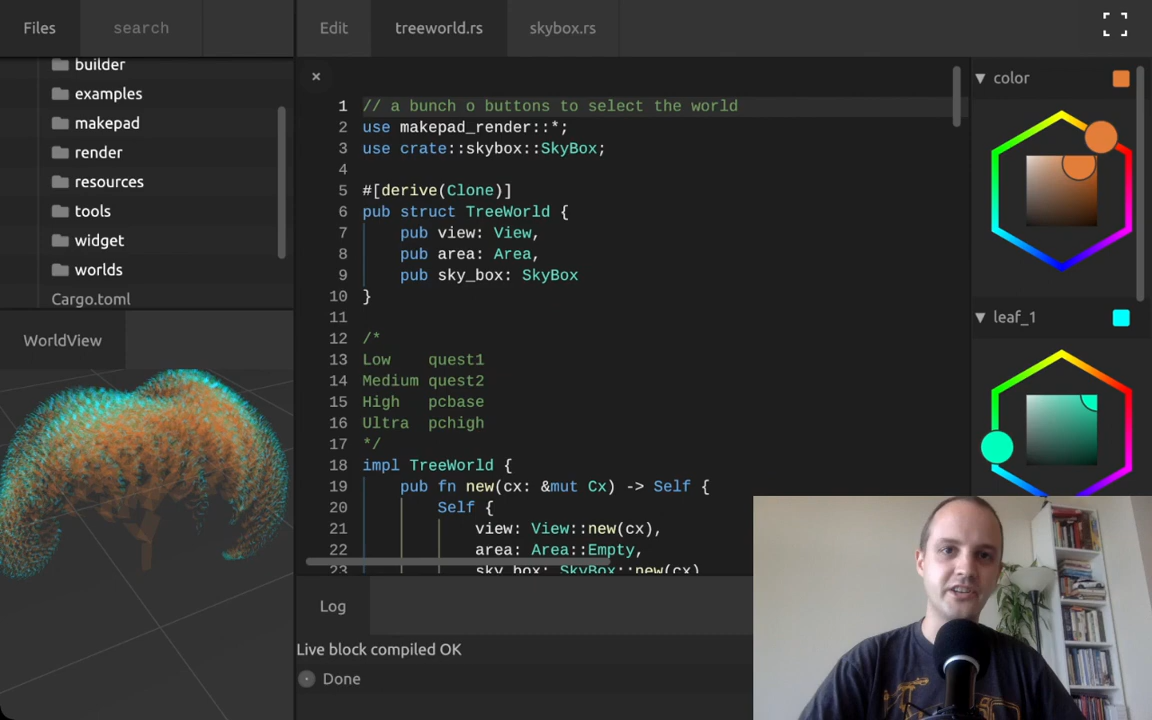 Files
search
builder
examples
makepad
render
resources
tools
widget
worlds
Cargo.toml
WorldView
Edit
treeworld.rs
skybox.rs
1 // a bunch o buttons to select the world
2 use makepad_render::*;
3 use crate::skybox::SkyBox;
4
5 #[derive(Clone)]
6 pub struct TreeWorld {
7 pub view: View,
8 pub area: Area,
9 pub sky_box: SkyBox
10 }
11
12 /*
13 Low quest1
14 Medium quest2
15 High pcbase
16 Ultra pchigh
17 */
18 impl TreeWorld {
19 pub fn new(cx: &mut Cx) -> Self {
20 Self {
21 view: View::new(cx),
22 area: Area::Empty,
23 sky_box: SkyBox::new(cx)
Log
Live block compiled OK
Done
color
leaf_1